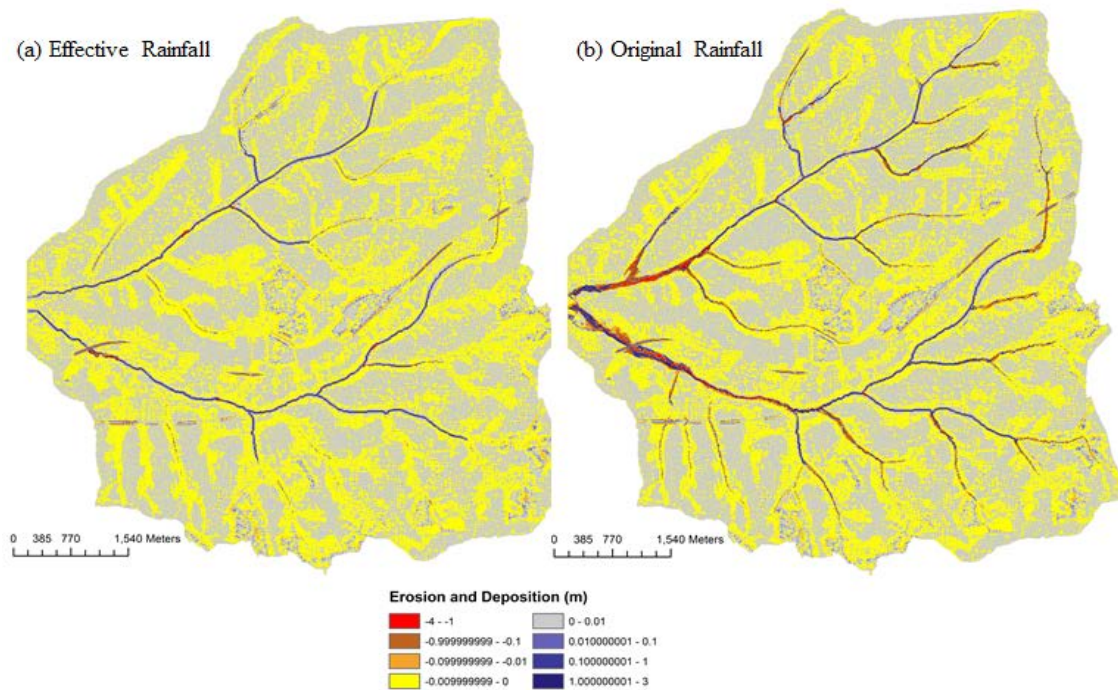 (a) Effective Rainfall
(b) Original Rainfall
0 385 770 1,540 Meters
0 385 770 1,540 Meters
Erosion and Deposition (m)
-4 - -1
-0.999999999 - -0.1
-0.099999999 - -0.01
-0.009999999 - 0
0 - 0.01
0.010000001 - 0.1
0.100000001 - 1
1.000000001 - 3